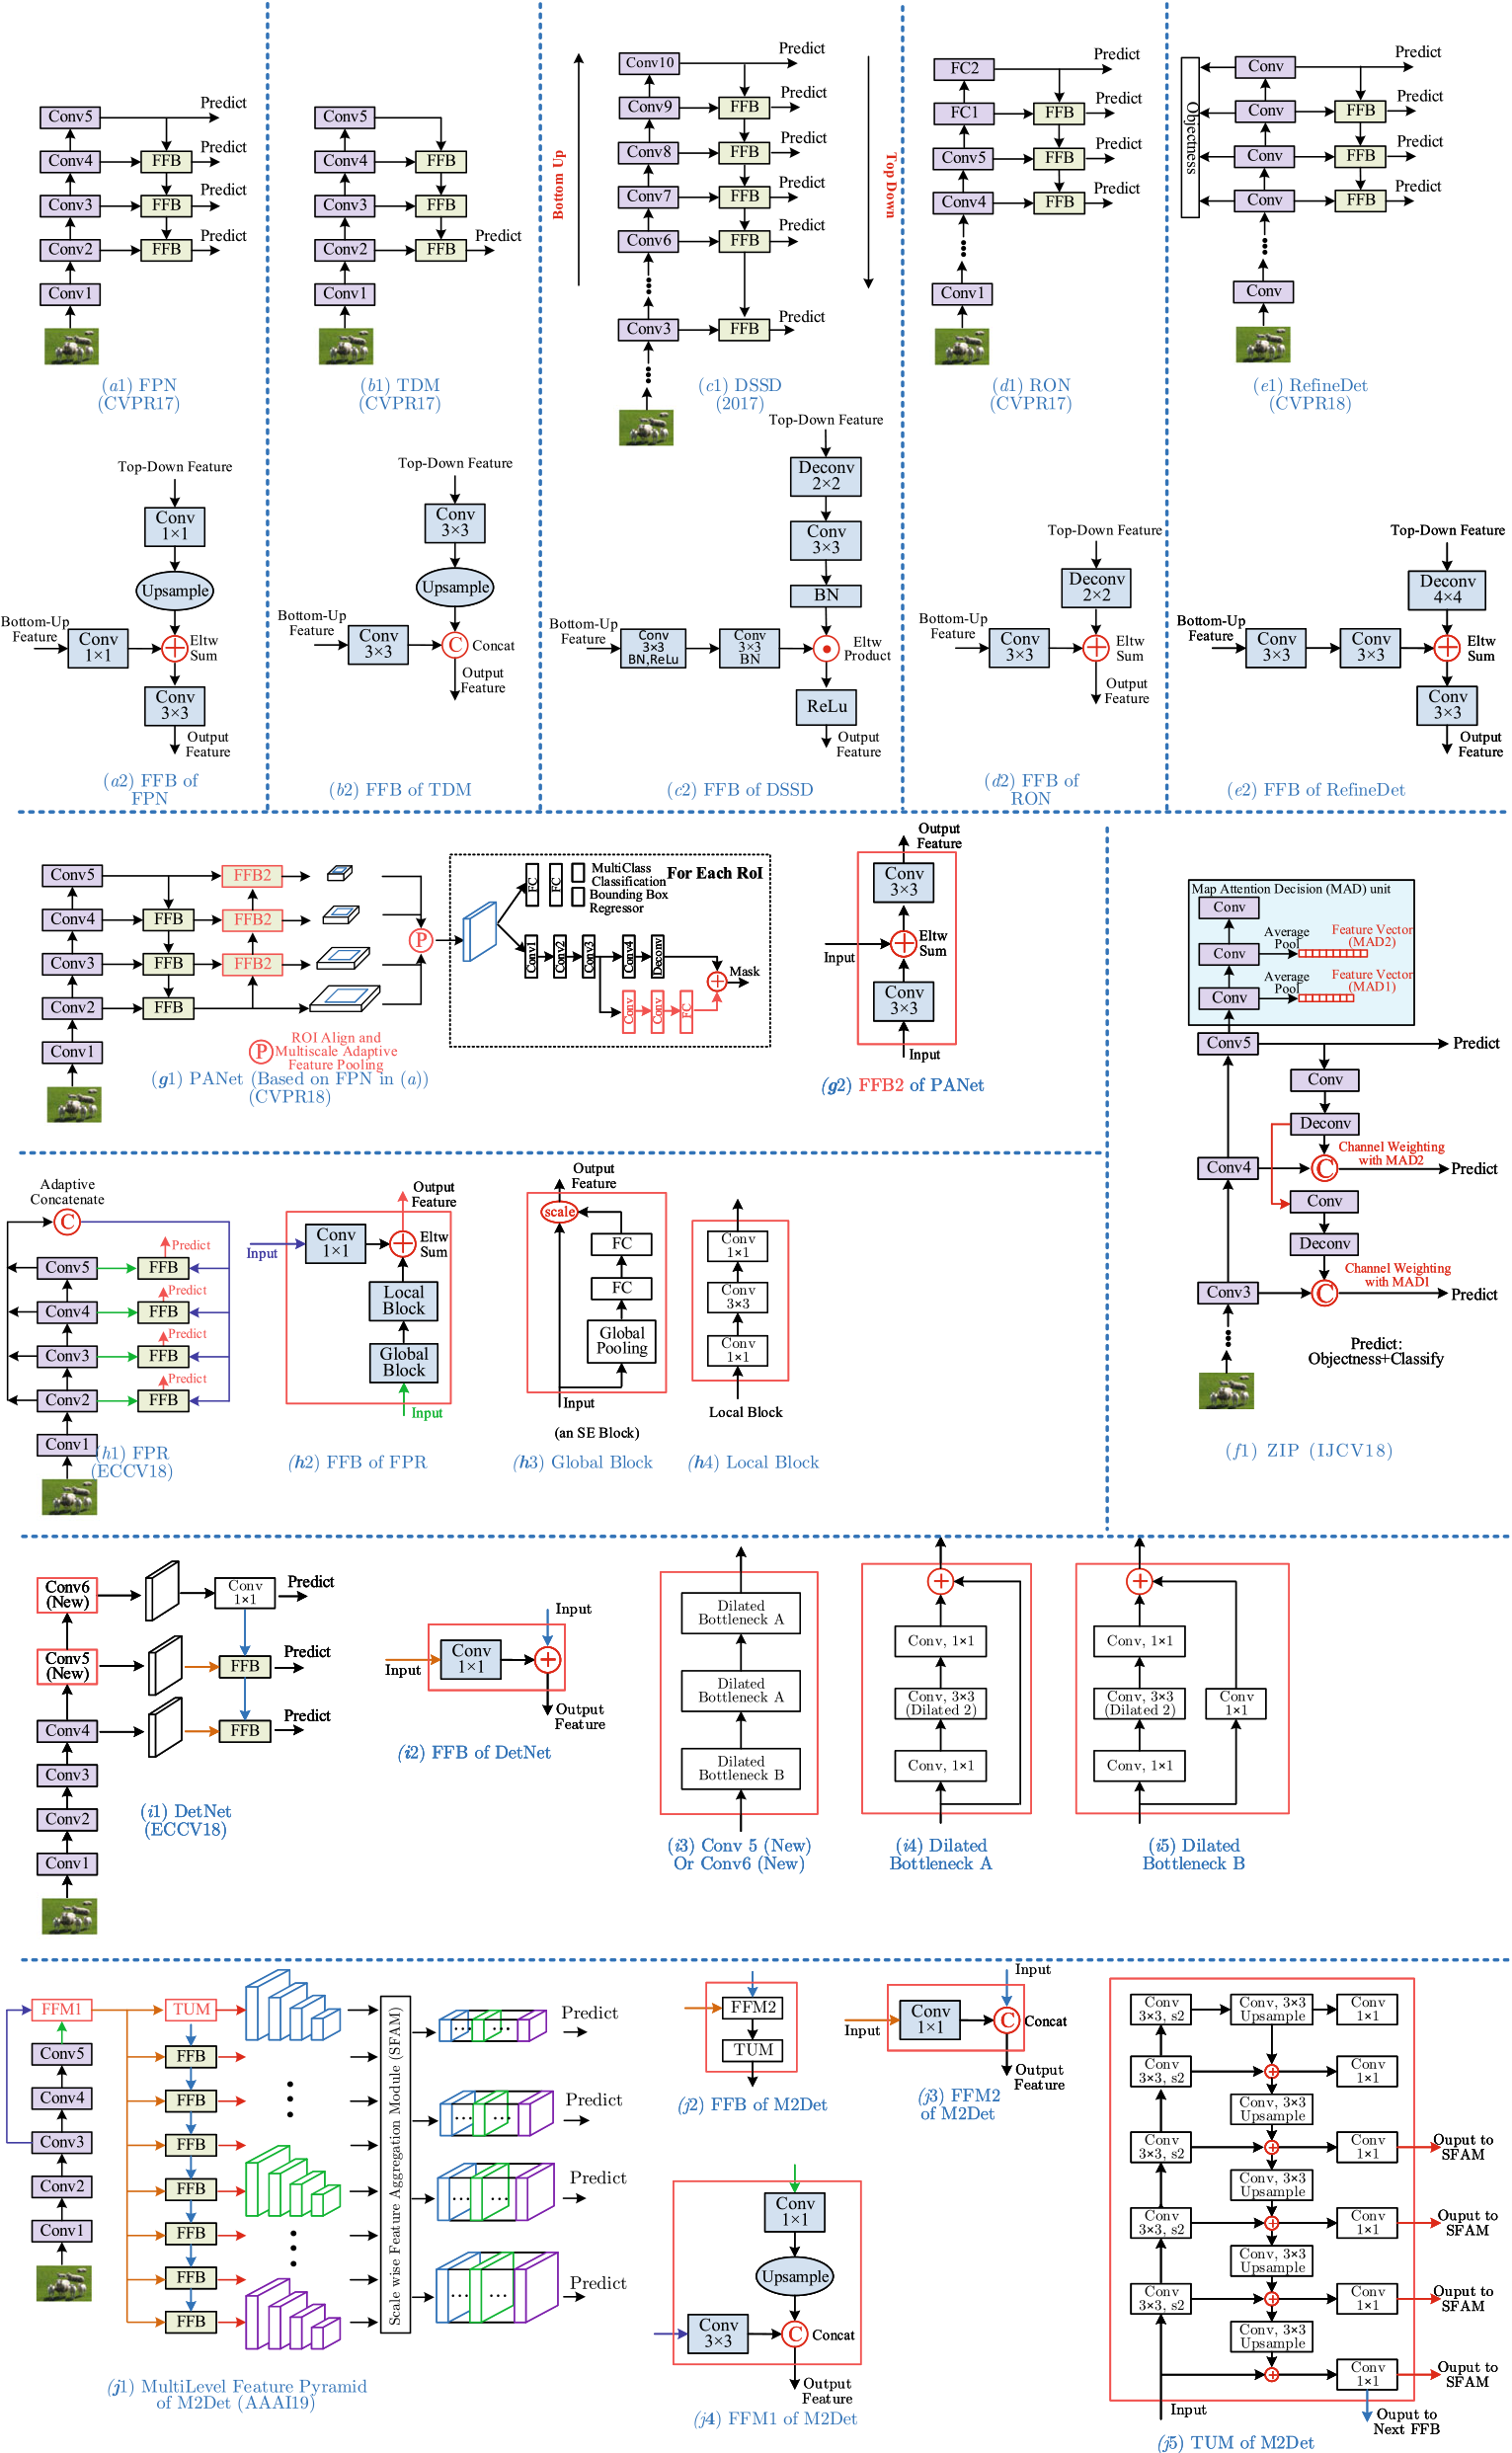 Conv5
Predict
Conv4
FFB
Predict
Conv3
FFB
Predict
Conv2
FFB
Predict
Conv1
(a1) FPN
(CVPR17)
Conv5
Conv4
FFB
Conv3
FFB
Conv2
FFB
Predict
Conv1
(b1) TDM
(CVPR17)
Bottom Up
Conv10
Predict
Conv9
FFB
Predict
Conv8
FFB
Predict
Conv7
FFB
Predict
Conv6
FFB
Predict
Conv3
FFB
Predict
Top Down
(c1) DSSD
(2017)
FC2
Predict
FC1
FFB
Predict
Conv5
FFB
Predict
Conv4
FFB
Predict
Conv1
(d1) RON
(CVPR17)
Objectness
Conv
Predict
Conv
FFB
Predict
Conv
FFB
Predict
Conv
FFB
Predict
Conv
(e1) RefineDet
(CVPR18)
Top-Down Feature
Conv
1×1
Upsample
Bottom-Up
Feature
Conv
1×1
Eltw
Sum
Conv
3×3
Output
Feature
(a2) FFB of
FPN
Top-Down Feature
Conv
3×3
Upsample
Bottom-Up
Feature
Conv
3×3
C
Concat
Output
Feature
(b2) FFB of TDM
Top-Down Feature
Deconv
2×2
Conv
3×3
BN
Bottom-Up
Feature
Conv
3×3
BN,ReLu
Conv
3×3
BN
Eltw
Product
ReLu
Output
Feature
(c2) FFB of DSSD
Top-Down Feature
Deconv
2×2
Bottom-Up
Feature
Conv
3×3
Eltw
Sum
Output
Feature
(d2) FFB of
RON
Top-Down Feature
Deconv
4×4
Bottom-Up
Feature
Conv
3×3
Conv
3×3
Eltw
Sum
Conv
3×3
Output
Feature
(e2) FFB of RefineDet
Conv5
FFB2
Conv4
FFB
FFB2
Conv3
FFB
FFB2
Conv2
FFB
Conv1
P
P
ROI Align and
Multiscale Adaptive
Feature Pooling
(g1) PANet (Based on FPN in (a))
(CVPR18)
FC
FC
MultiClass
Classification
Bounding Box
Regressor
For Each RoI
Conv1
Conv2
Conv3
Conv4
Deconv
Conv
Conv
FC
Mask
Output
Feature
Conv
3×3
Eltw
Sum
Input
Conv
3×3
Input
(g2) FFB2 of PANet
Map Attention Decision (MAD) unit
Conv
Conv
Average
Pool
Feature Vector
(MAD2)
Conv
Average
Pool
Feature Vector
(MAD1)
Conv5
Predict
Conv
Deconv
Conv4
C
Channel Weighting
with MAD2
Predict
Conv
Deconv
Conv3
C
Channel Weighting
with MAD1
Predict
Predict:
Objectness+Classify
(f1) ZIP (IJCV18)
Adaptive
Concatenate
C
Conv5
FFB
Predict
Conv4
FFB
Predict
Conv3
FFB
Predict
Conv2
FFB
Predict
Conv1
(h1) FPR
(ECCV18)
Output
Feature
Input
Conv
1×1
Eltw
Sum
Local
Block
Global
Block
Input
(h2) FFB of FPR
Output
Feature
scale
FC
FC
Global
Pooling
Input
(an SE Block)
(h3) Global Block
Conv
1×1
Conv
3×3
Conv
1×1
Local Block
(h4) Local Block
Conv6
(New)
Conv
1×1
Predict
Conv5
(New)
FFB
Predict
Conv4
FFB
Predict
Conv3
Conv2
Conv1
(i1) DetNet
(ECCV18)
Input
Input
Conv
1×1
Output
Feature
(i2) FFB of DetNet
Dilated
Bottleneck A
Dilated
Bottleneck A
Dilated
Bottleneck B
(i3) Conv 5 (New)
Or Conv6 (New)
Conv, 1×1
Conv, 3×3
(Dilated 2)
Conv, 1×1
(i4) Dilated
Bottleneck A
Conv, 1×1
Conv, 3×3
(Dilated 2)
Conv
1×1
Conv, 1×1
(i5) Dilated
Bottleneck B
FFM1
TUM
Conv5
FFB
Conv4
FFB
Conv3
FFB
Conv2
FFB
Conv1
FFB
FFB
FFB
Scale wise Feature Aggregation Module (SFAM)
Predict
Predict
Predict
Predict
(j1) MultiLevel Feature Pyramid
of M2Det (AAAI19)
FFM2
TUM
(j2) FFB of M2Det
Input
Input
Conv
1×1
C
Concat
Output
Feature
(j3) FFM2
of M2Det
Conv
1×1
Upsample
Conv
3×3
C
Concat
Output
Feature
(j4) FFM1 of M2Det
Conv
3×3, s2
Conv, 3×3
Upsample
Conv
1×1
Conv
3×3, s2
Conv
1×1
Conv, 3×3
Upsample
Conv
3×3, s2
Conv
1×1
Ouput to
SFAM
Conv, 3×3
Upsample
Conv
3×3, s2
Conv
1×1
Ouput to
SFAM
Conv, 3×3
Upsample
Conv
3×3, s2
Conv
1×1
Ouput to
SFAM
Conv, 3×3
Upsample
Conv
1×1
Ouput to
SFAM
Input
Ouput to
Next FFB
(j5) TUM of M2Det